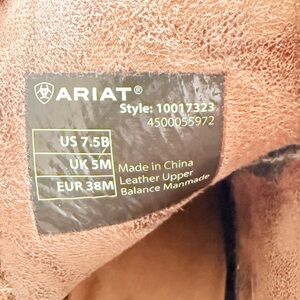 ARIAT®
Style: 10017323
4500055972
US 7.5B
UK 5M
EUR 38M
Made in China
Leather Upper
Balance Manmade